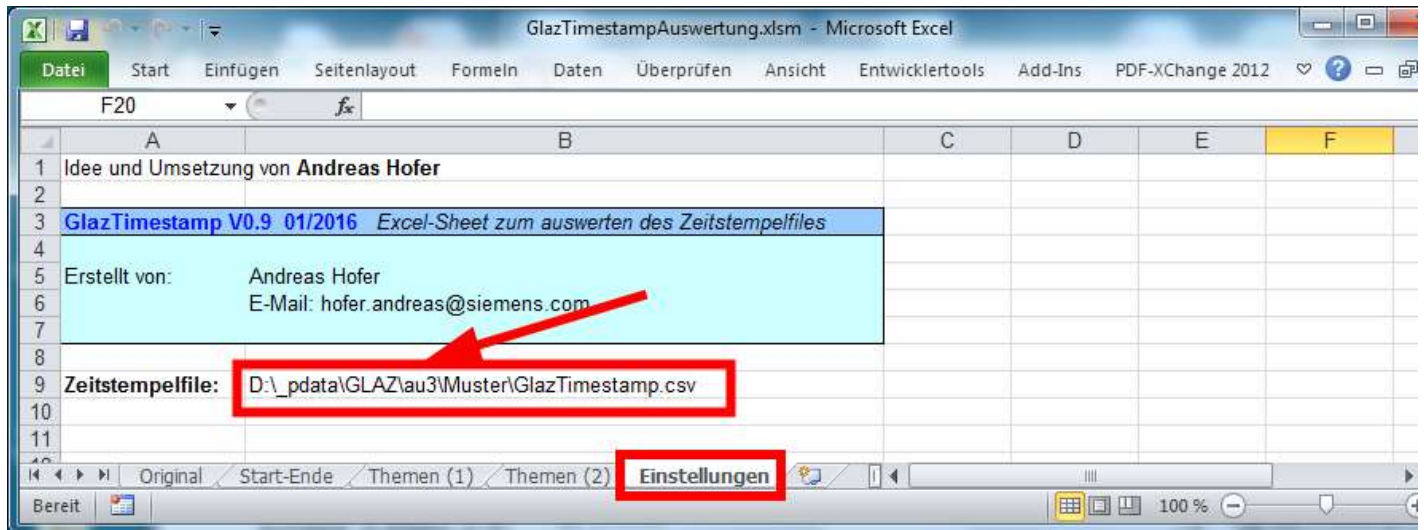 GlazTimestampAuswertung.xlsm - Microsoft Excel
Datei Start Einfügen Seitenlayout Formeln Daten Überprüfen Ansicht Entwicklertools Add-Ins PDF-XChange 2012
F20 fx
A B C D E F
1 Idee und Umsetzung von Andreas Hofer
2
3 GlazTimestamp V0.9 01/2016 Excel-Sheet zum auswerten des Zeitstempelfiles
4
5 Erstellt von: Andreas Hofer
6 E-Mail: hofer.andreas@siemens.com
7
8
9 Zeitstempelfile: D:\_pdata\GLAZ\au3\Muster\GlazTimestamp.csv
10
11
Original Start-Ende Themen (1) Themen (2) Einstellungen
Bereit 100 %